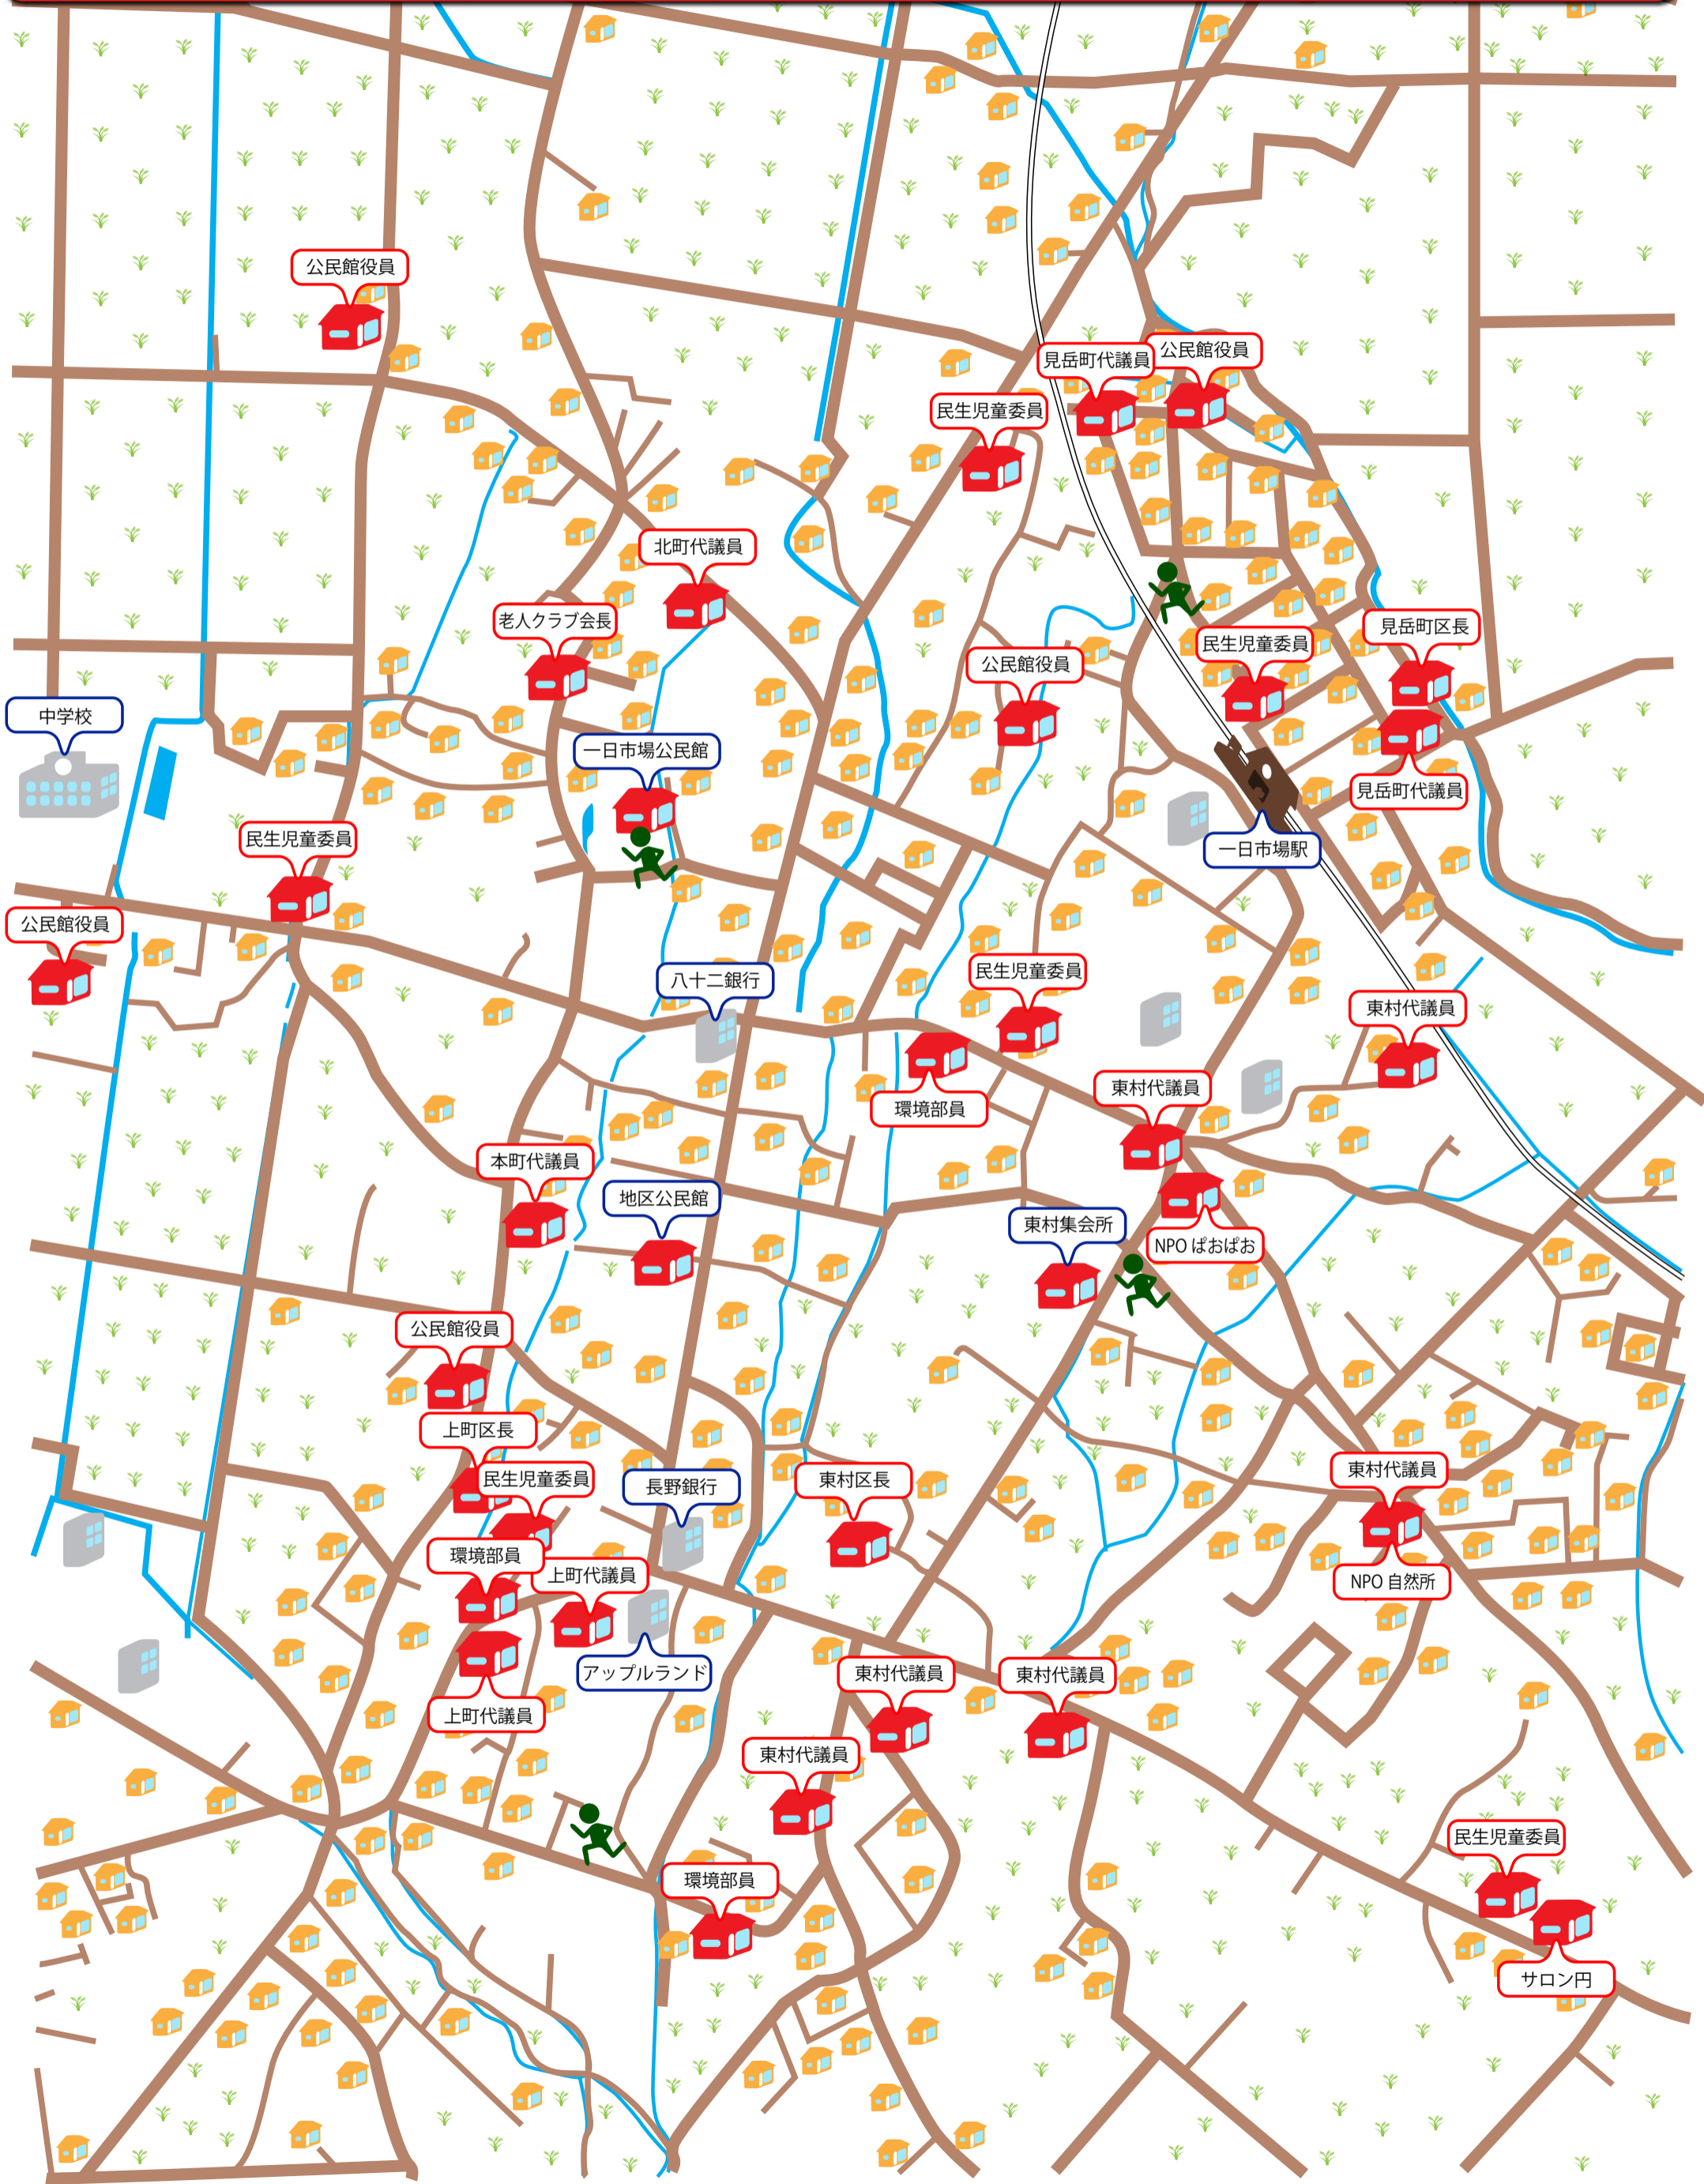 公民館役員
見岳町代議員
公民館役員
民生児童委員
北町代議員
老人クラブ会長
見岳町区長
民生児童委員
公民館役員
中学校
一日市場公民館
見岳町代議員
民生児童委員
一日市場駅
公民館役員
民生児童委員
八十二銀行
東村代議員
東村代議員
環境部員
本町代議員
地区公民館
東村集会所
NPO ぱおぱお
公民館役員
上町区長
民生児童委員
長野銀行
東村区長
東村代議員
環境部員
上町代議員
NPO 自然所
アップルランド
東村代議員
東村代議員
上町代議員
東村代議員
民生児童委員
環境部員
サロン円